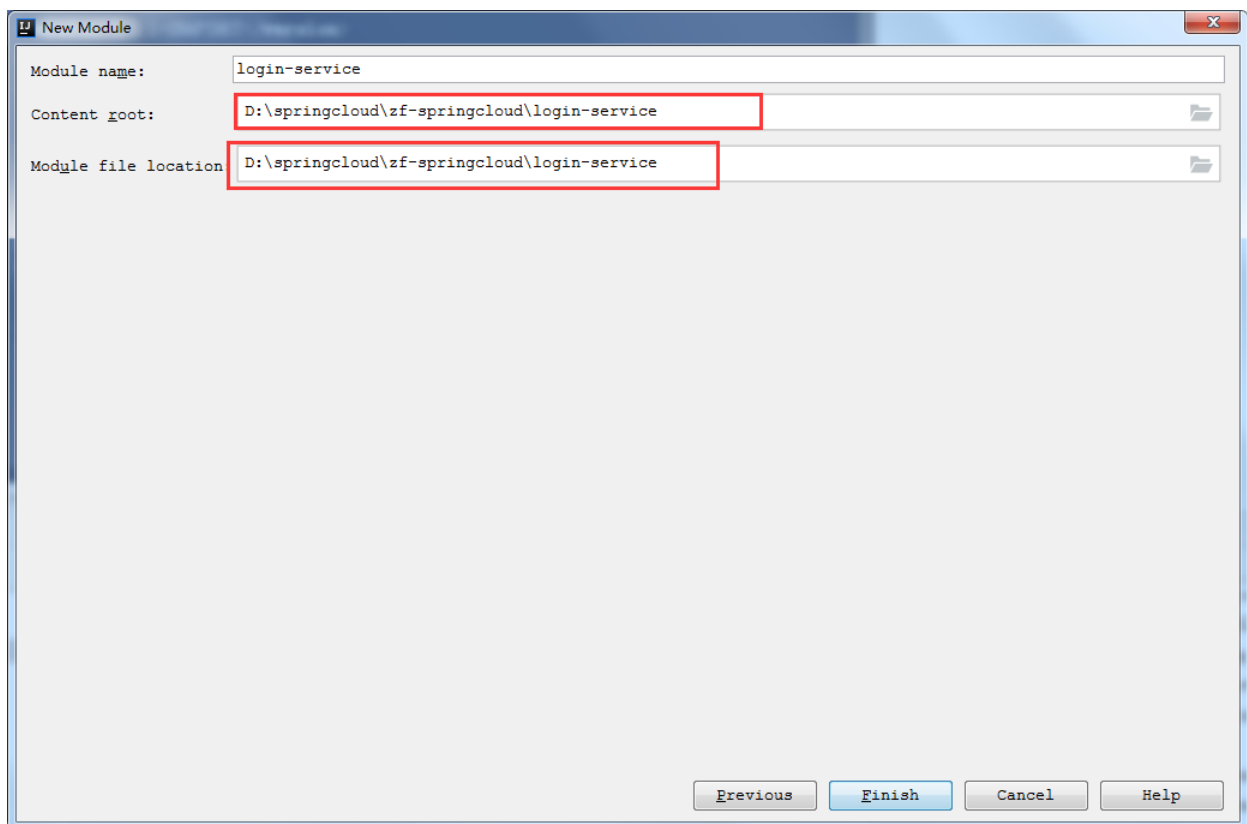 New Module
Module name: login-service
Content root: D:\springcloud\zf-springcloud\login-service
Module file location: D:\springcloud\zf-springcloud\login-service
Previous Finish Cancel Help